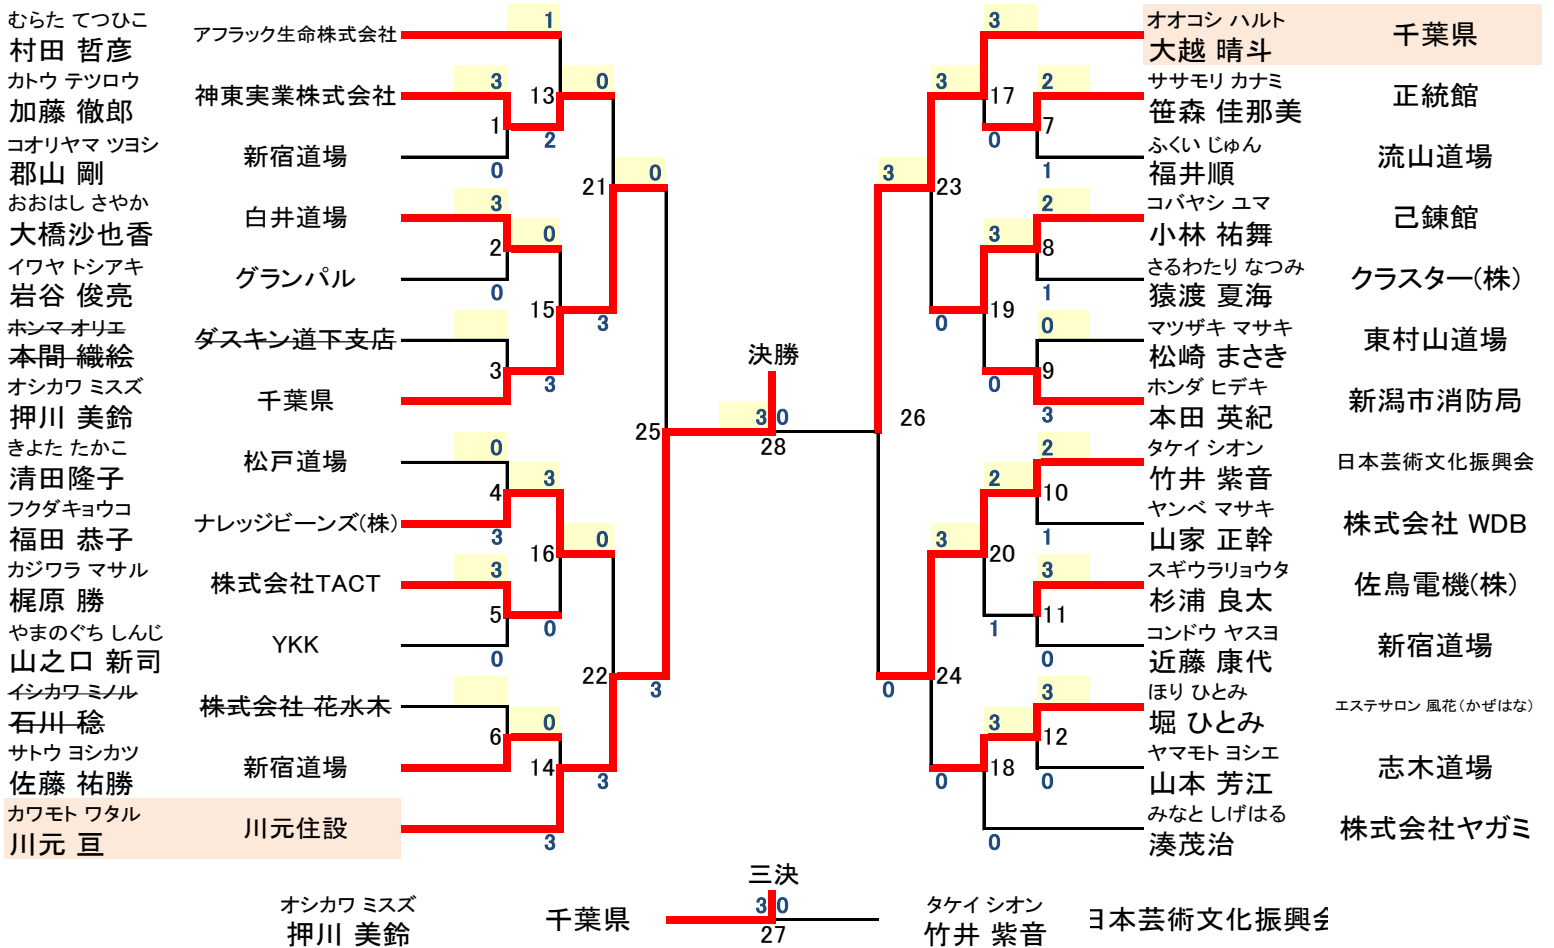 むらた てつひこ
村田 哲彦
アフラック生命株式会社
1
カトウ テツロウ
加藤 徹郎
神東実業株式会社
3
13
0
1
2
コオリヤマ ツヨシ
郡山 剛
新宿道場
0
21
0
おおはし さやか
大橋沙也香
白井道場
3
2
0
イワヤ トシアキ
岩谷 俊亮
グランパル
0
15
3
ホンマ オリエ
本間 織絵
ダスキン道下支店
3
3
オシカワ ミスズ
押川 美鈴
千葉県
きよた たかこ
清田隆子
松戸道場
0
4
3
フクダキョウコ
福田 恭子
ナレッジビーンズ(株)
3
16
0
カジワラ マサル
梶原 勝
株式会社TACT
3
5
0
やまのぐち しんじ
山之口 新司
YKK
0
22
3
イシカワ ミノル
石川 稔
株式会社 花水木
6
0
サトウ ヨシカツ
佐藤 祐勝
新宿道場
14
3
カワモト ワタル
川元 亘
川元住設
3
25
決勝
3 0
28
26
3
オオコシ ハルト
大越 晴斗
千葉県
3
17
2
ササモリ カナミ
笹森 佳那美
正統館
0
7
1
ふくい じゅん
福井順
流山道場
3
23
2
コバヤシ ユマ
小林 祐舞
己錬館
3
8
1
さるわたり なつみ
猿渡 夏海
クラスター(株)
0
19
0
マツザキ マサキ
松崎 まさき
東村山道場
0
9
3
ホンダ ヒデキ
本田 英紀
新潟市消防局
2
2
タケイ シオン
竹井 紫音
日本芸術文化振興会
10
1
ヤンベ マサキ
山家 正幹
株式会社 WDB
3
20
3
スギウラリョウタ
杉浦 良太
佐鳥電機(株)
1
11
0
コンドウ ヤスヨ
近藤 康代
新宿道場
0
24
3
ほり ひとみ
堀 ひとみ
エステサロン 風花(かぜはな)
3
12
0
ヤマモト ヨシエ
山本 芳江
志木道場
0
18
0
みなと しげはる
湊茂治
株式会社ヤガミ
三決
オシカワ ミスズ
押川 美鈴
千葉県
3 0
27
タケイ シオン
竹井 紫音
日本芸術文化振興会